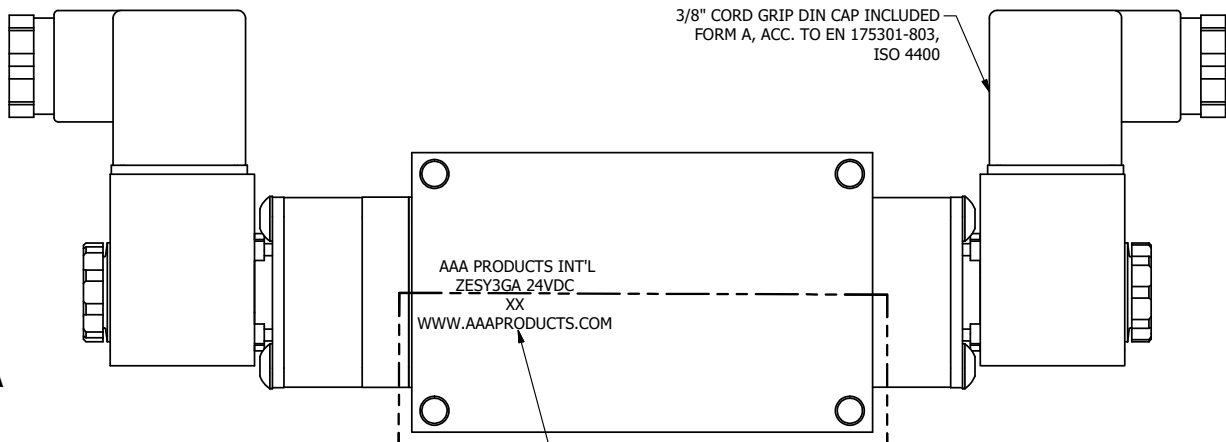 3/8" CORD GRIP DIN CAP INCLUDED
FORM A, ACC. TO EN 175301-803,
ISO 4400
AAA PRODUCTS INT'L
ZESY3GA 24VDC
XX
WWW.AAAPRODUCTS.COM